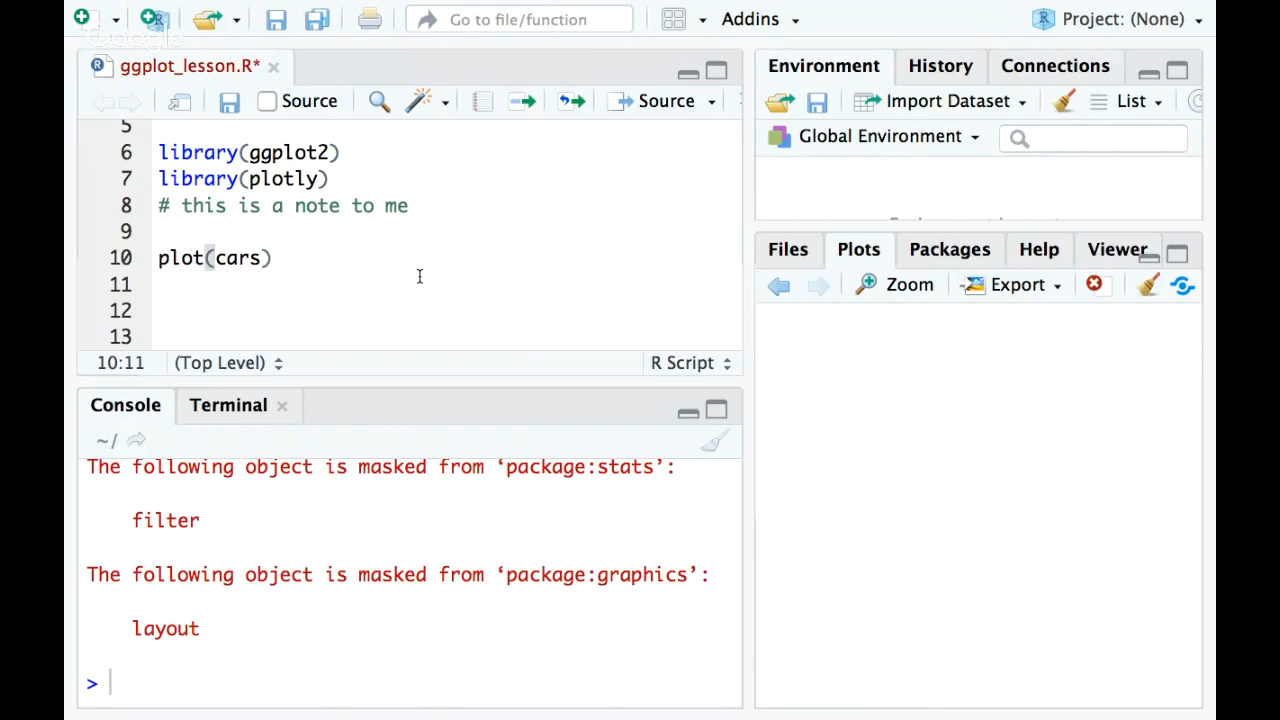 Go to file/function
Addins
Project: (None)
Google
ggplot_lesson.R*
Source
Source
5
6 library(ggplot2)
7 library(plotly)
8 # this is a note to me
9
10 plot(cars)
11
12
13
10:11 (Top Level) R Script
Console Terminal
~/
The following object is masked from ‘package:stats’:
filter
The following object is masked from ‘package:graphics’:
layout
>
Environment History Connections
Import Dataset List
Global Environment
Files Plots Packages Help Viewer
Zoom Export